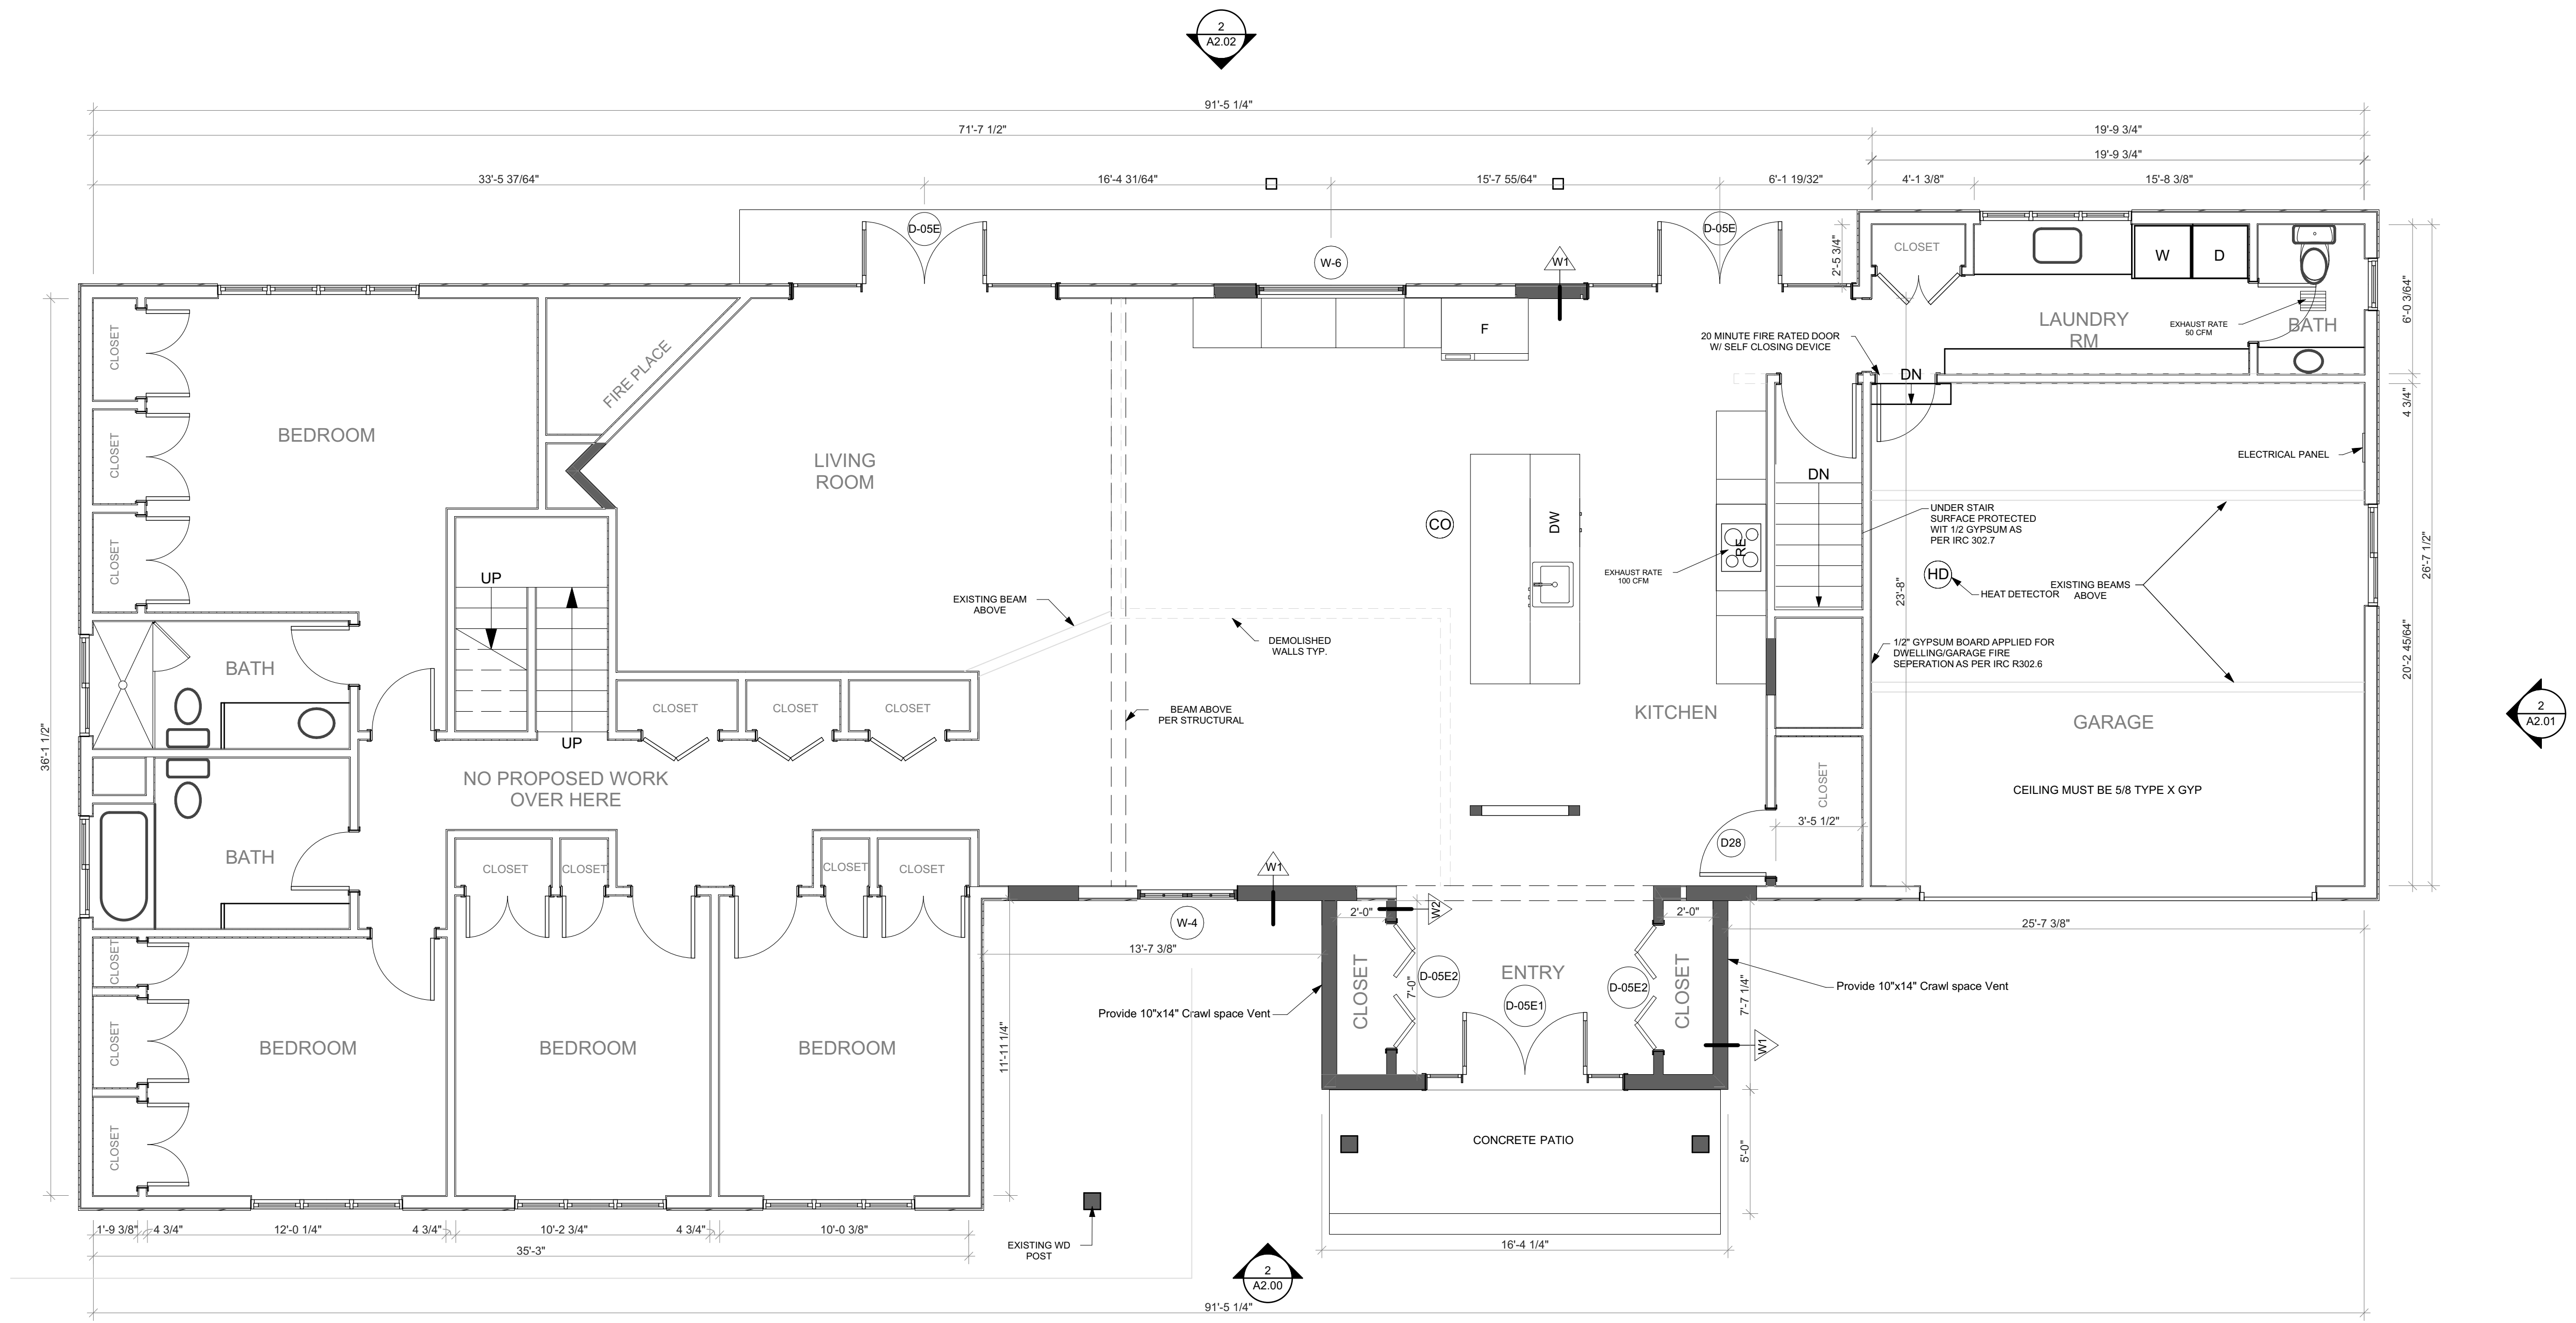 2
A2.02
91'-5 1/4"
71'-7 1/2"
19'-9 3/4"
19'-9 3/4"
33'-5 37/64"
16'-4 31/64"
15'-7 55/64"
6'-1 19/32"
4'-1 3/8"
15'-8 3/8"
D-05E
D-05E
W-6
W1
2'-5 3/4"
CLOSET
W
D
F
LAUNDRY
RM
EXHAUST RATE
50 CFM
BATH
6'-0 3/64"
20 MINUTE FIRE RATED DOOR
W/ SELF CLOSING DEVICE
DN
4 3/4"
CLOSET
CLOSET
CLOSET
BEDROOM
FIRE PLACE
LIVING
ROOM
ELECTRICAL PANEL
DN
UNDER STAIR
SURFACE PROTECTED
WIT 1/2 GYPSUM AS
PER IRC 302.7
CO
DW
RE
EXHAUST RATE
100 CFM
HD
HEAT DETECTOR
EXISTING BEAMS
ABOVE
23'-8"
26'-7 1/2"
20'-2 45/64"
UP
UP
EXISTING BEAM
ABOVE
DEMOLISHED
WALLS TYP.
1/2" GYPSUM BOARD APPLIED FOR
DWELLING/GARAGE FIRE
SEPERATION AS PER IRC R302.6
BATH
CLOSET
CLOSET
CLOSET
BEAM ABOVE
PER STRUCTURAL
KITCHEN
GARAGE
2
A2.01
36'-1 1/2"
NO PROPOSED WORK
OVER HERE
CLOSET
CEILING MUST BE 5/8 TYPE X GYP
3'-5 1/2"
D28
BATH
CLOSET
CLOSET
CLOSET
CLOSET
W1
W-4
2'-0"
W2
2'-0"
25'-7 3/8"
13'-7 3/8"
CLOSET
CLOSET
CLOSET
CLOSET
D-05E2
7'-0"
ENTRY
D-05E1
D-05E2
CLOSET
7'-7 1/4"
Provide 10"x14" Crawl space Vent
Provide 10"x14" Crawl space Vent
W1
BEDROOM
BEDROOM
BEDROOM
11'-11 1/4"
CONCRETE PATIO
5'-0"
1'-9 3/8"
4 3/4"
12'-0 1/4"
4 3/4"
10'-2 3/4"
4 3/4"
10'-0 3/8"
35'-3"
EXISTING WD
POST
16'-4 1/4"
2
A2.00
91'-5 1/4"